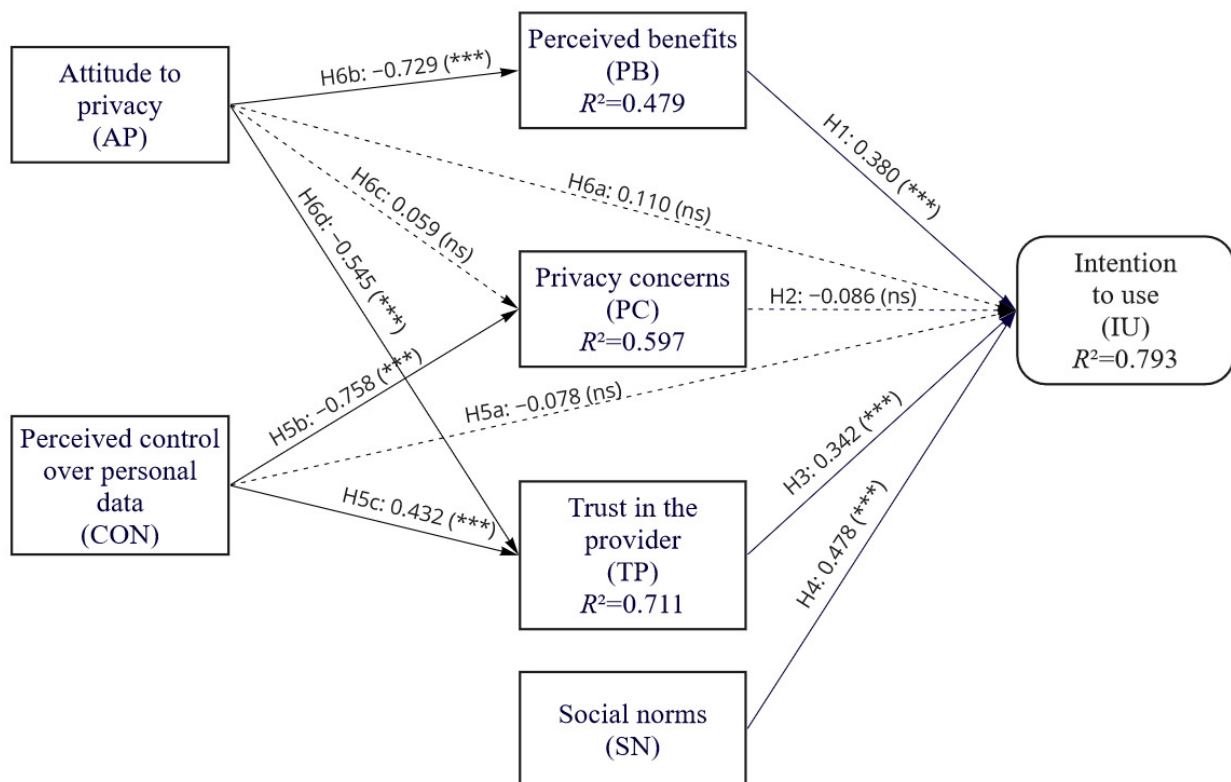 Attitude to
privacy
(AP)
H6b: −0.729 (***)
Perceived benefits
(PB)
R²=0.479
H1: 0.380 (***)
H6c: 0.059 (ns)
H6a: 0.110 (ns)
H6d: −0.545 (***)
Privacy concerns
(PC)
R²=0.597
H2: −0.086 (ns)
Intention
to use
(IU)
R²=0.793
H5b: −0.758 (***)
H5a: −0.078 (ns)
Perceived control
over personal
data
(CON)
H5c: 0.432 (***)
Trust in the
provider
(TP)
R²=0.711
H3: 0.342 (***)
H4: 0.478 (***)
Social norms
(SN)